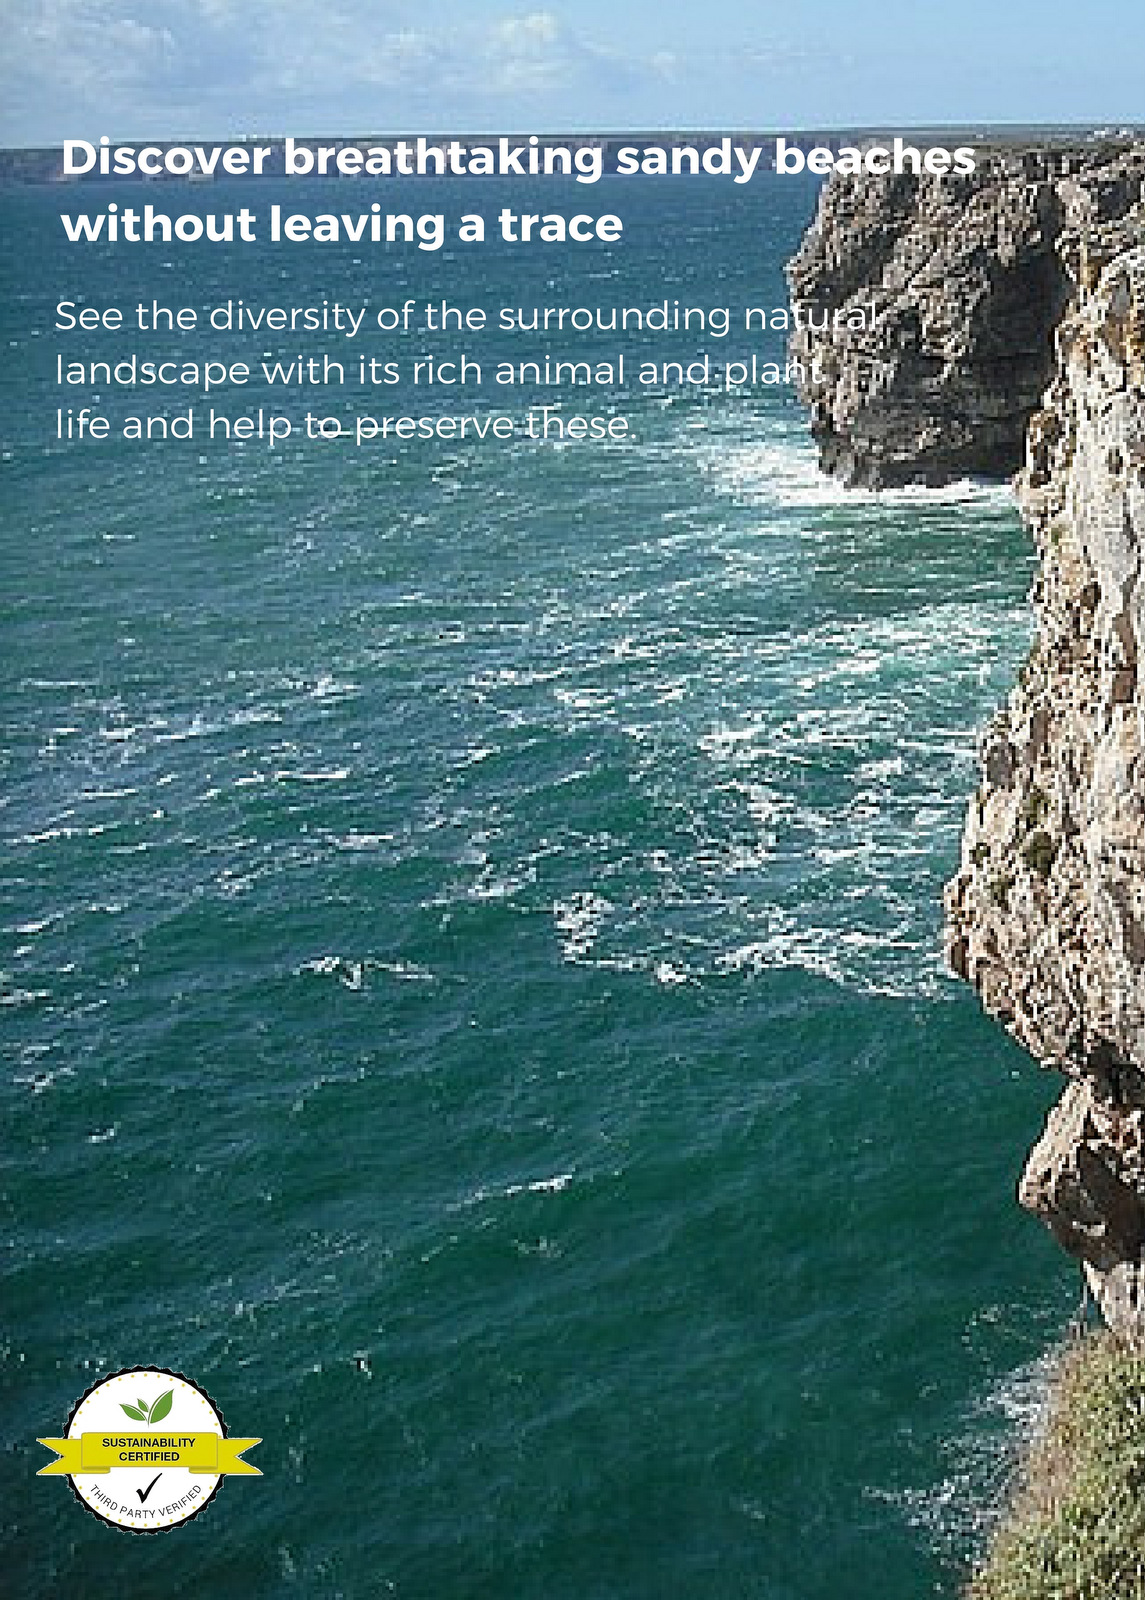 Discover breathtaking sandy beaches
without leaving a trace
See the diversity of the surrounding natural
landscape with its rich animal and plant
life and help to preserve these.
SUSTAINABILITY
CERTIFIED
THIRD PARTY VERIFIED